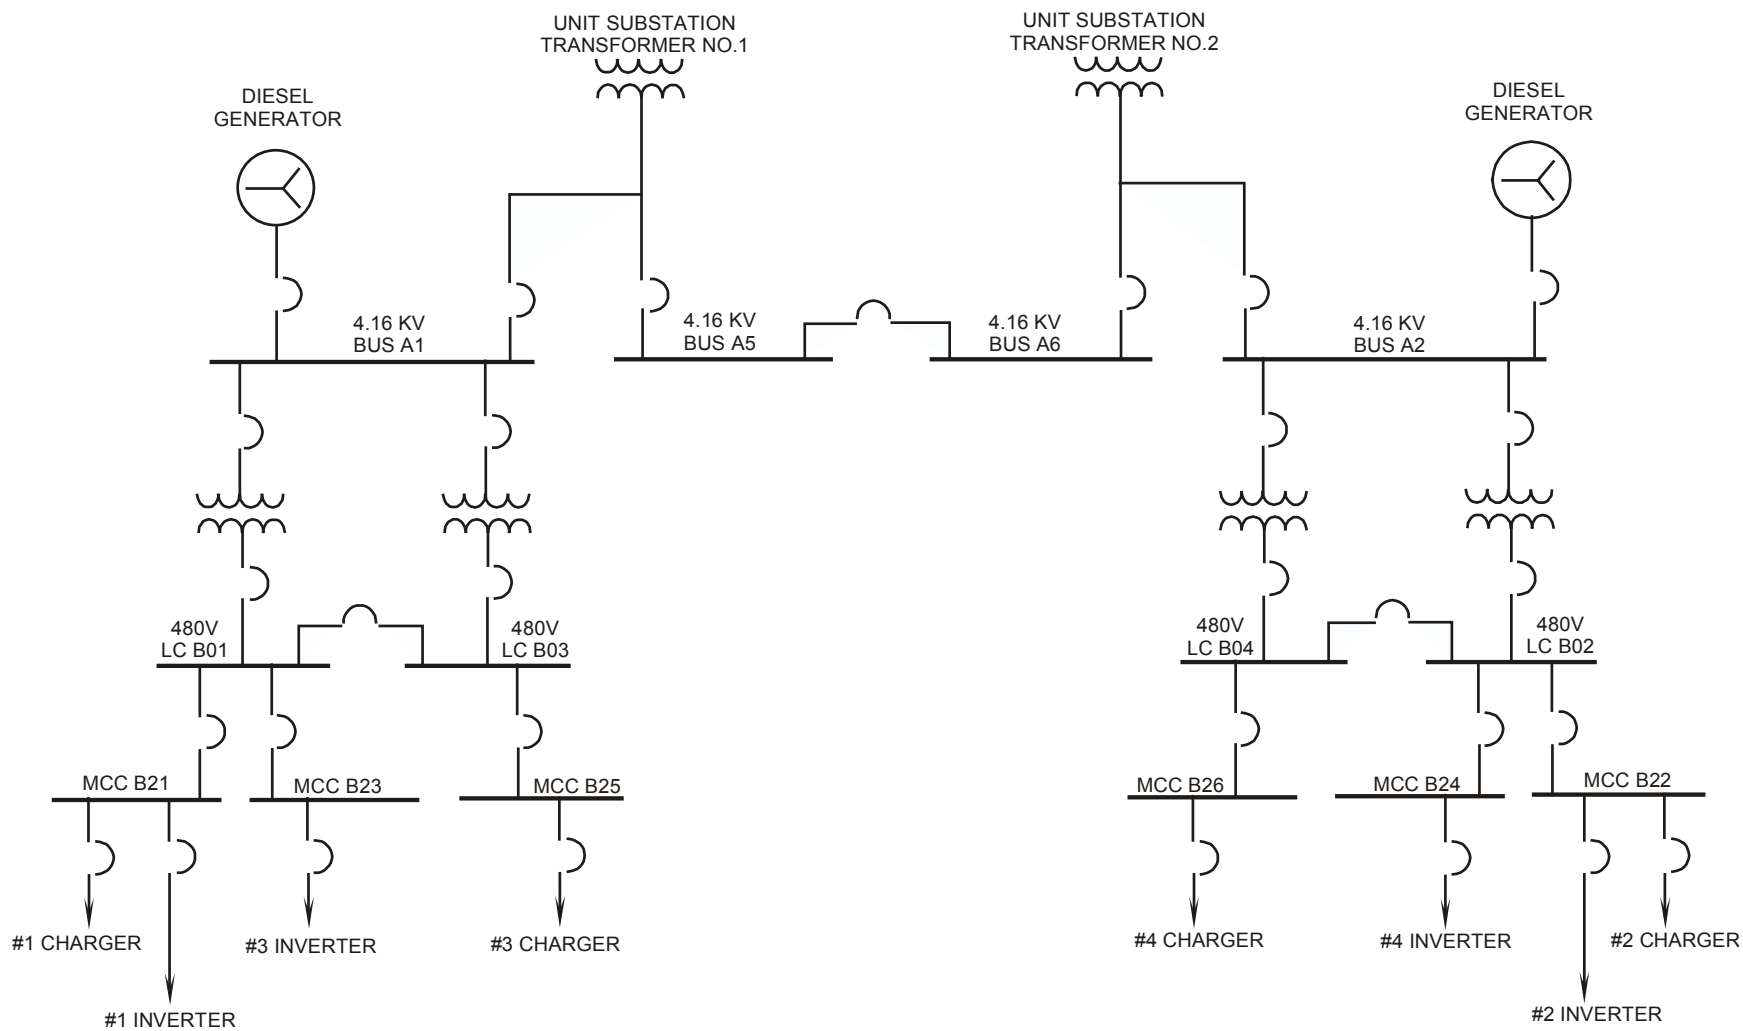 UNIT SUBSTATION
TRANSFORMER NO.1
UNIT SUBSTATION
TRANSFORMER NO.2
DIESEL
GENERATOR
DIESEL
GENERATOR
4.16 KV
BUS A1
4.16 KV
BUS A5
4.16 KV
BUS A6
4.16 KV
BUS A2
480V
LC B01
480V
LC B03
480V
LC B04
480V
LC B02
MCC B21
MCC B23
MCC B25
MCC B26
MCC B24
MCC B22
#1 CHARGER
#3 INVERTER
#3 CHARGER
#4 CHARGER
#4 INVERTER
#2 CHARGER
#1 INVERTER
#2 INVERTER